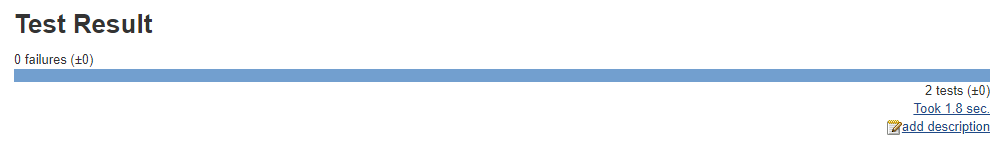 Test Result
0 failures (±0)
2 tests (±0)
Took 1.8 sec.
add description